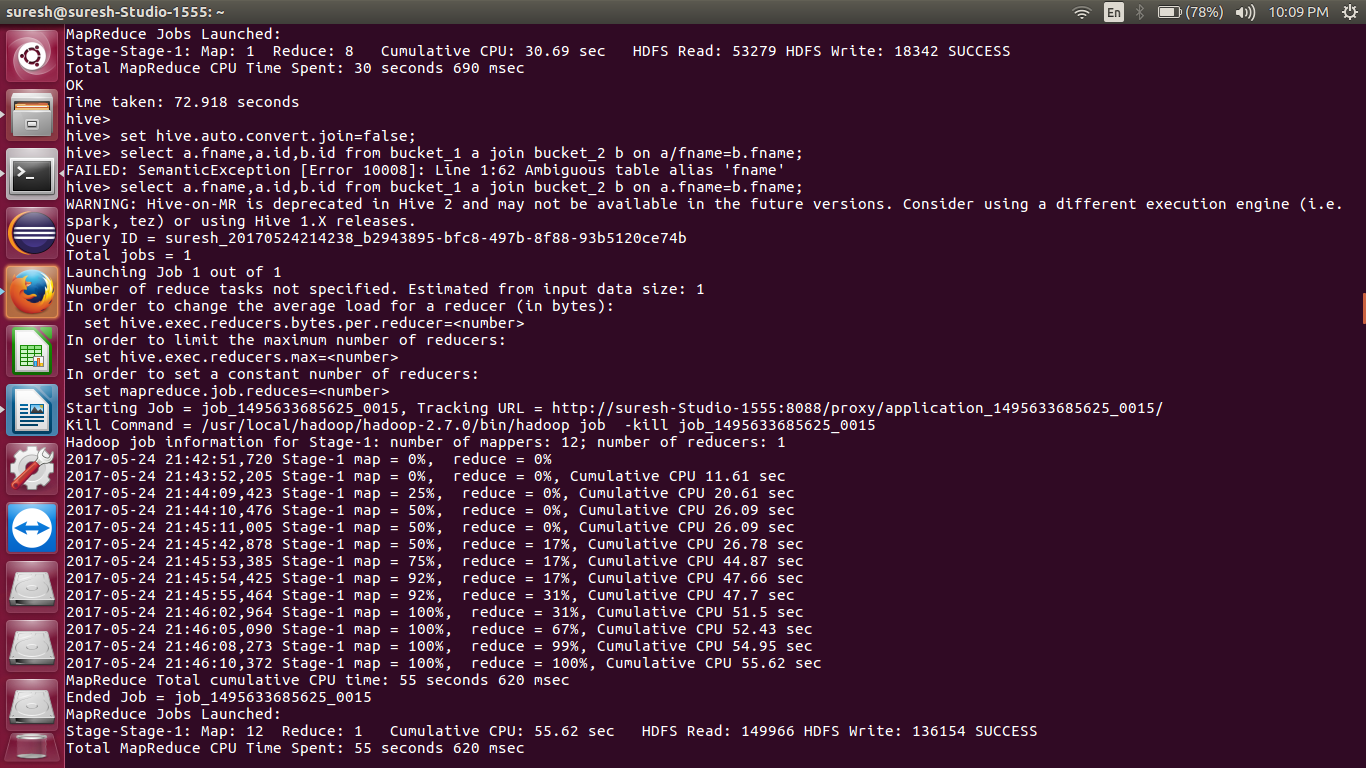 suresh@suresh-Studio-1555: ~
En
(78%)
10:09 PM
MapReduce Jobs Launched:
Stage-Stage-1: Map: 1  Reduce: 8   Cumulative CPU: 30.69 sec   HDFS Read: 53279 HDFS Write: 18342 SUCCESS
Total MapReduce CPU Time Spent: 30 seconds 690 msec
OK
Time taken: 72.918 seconds
hive>
hive> set hive.auto.convert.join=false;
hive> select a.fname,a.id,b.id from bucket_1 a join bucket_2 b on a/fname=b.fname;
FAILED: SemanticException [Error 10008]: Line 1:62 Ambiguous table alias 'fname'
hive> select a.fname,a.id,b.id from bucket_1 a join bucket_2 b on a.fname=b.fname;
WARNING: Hive-on-MR is deprecated in Hive 2 and may not be available in the future versions. Consider using a different execution engine (i.e.
spark, tez) or using Hive 1.X releases.
Query ID = suresh_20170524214238_b2943895-bfc8-497b-8f88-93b5120ce74b
Total jobs = 1
Launching Job 1 out of 1
Number of reduce tasks not specified. Estimated from input data size: 1
In order to change the average load for a reducer (in bytes):
  set hive.exec.reducers.bytes.per.reducer=<number>
In order to limit the maximum number of reducers:
  set hive.exec.reducers.max=<number>
In order to set a constant number of reducers:
  set mapreduce.job.reduces=<number>
Starting Job = job_1495633685625_0015, Tracking URL = http://suresh-Studio-1555:8088/proxy/application_1495633685625_0015/
Kill Command = /usr/local/hadoop/hadoop-2.7.0/bin/hadoop job  -kill job_1495633685625_0015
Hadoop job information for Stage-1: number of mappers: 12; number of reducers: 1
2017-05-24 21:42:51,720 Stage-1 map = 0%,  reduce = 0%
2017-05-24 21:43:52,205 Stage-1 map = 0%,  reduce = 0%, Cumulative CPU 11.61 sec
2017-05-24 21:44:09,423 Stage-1 map = 25%,  reduce = 0%, Cumulative CPU 20.61 sec
2017-05-24 21:44:10,476 Stage-1 map = 50%,  reduce = 0%, Cumulative CPU 26.09 sec
2017-05-24 21:45:11,005 Stage-1 map = 50%,  reduce = 0%, Cumulative CPU 26.09 sec
2017-05-24 21:45:42,878 Stage-1 map = 50%,  reduce = 17%, Cumulative CPU 26.78 sec
2017-05-24 21:45:53,385 Stage-1 map = 75%,  reduce = 17%, Cumulative CPU 44.87 sec
2017-05-24 21:45:54,425 Stage-1 map = 92%,  reduce = 17%, Cumulative CPU 47.66 sec
2017-05-24 21:45:55,464 Stage-1 map = 92%,  reduce = 31%, Cumulative CPU 47.7 sec
2017-05-24 21:46:02,964 Stage-1 map = 100%,  reduce = 31%, Cumulative CPU 51.5 sec
2017-05-24 21:46:05,090 Stage-1 map = 100%,  reduce = 67%, Cumulative CPU 52.43 sec
2017-05-24 21:46:08,273 Stage-1 map = 100%,  reduce = 99%, Cumulative CPU 54.95 sec
2017-05-24 21:46:10,372 Stage-1 map = 100%,  reduce = 100%, Cumulative CPU 55.62 sec
MapReduce Total cumulative CPU time: 55 seconds 620 msec
Ended Job = job_1495633685625_0015
MapReduce Jobs Launched:
Stage-Stage-1: Map: 12  Reduce: 1   Cumulative CPU: 55.62 sec   HDFS Read: 149966 HDFS Write: 136154 SUCCESS
Total MapReduce CPU Time Spent: 55 seconds 620 msec